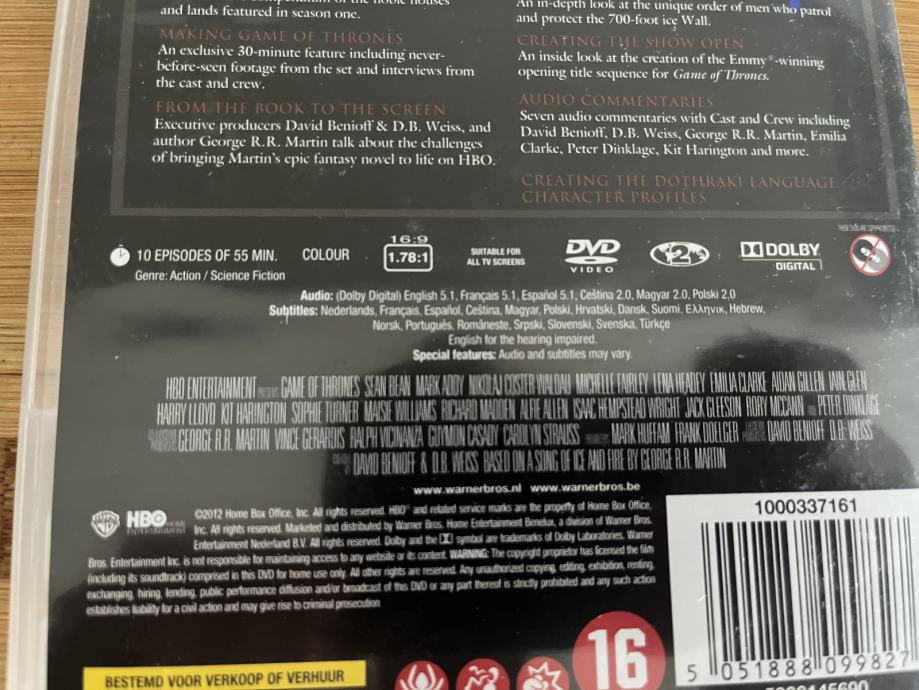 and lands featured in season one.
MAKING GAME OF THRONES
An exclusive 30-minute feature including never-
before-seen footage from the set and interviews from
the cast and crew.
FROM THE BOOK TO THE SCREEN
Executive producers David Benioff & D.B. Weiss, and
author George R.R. Martin talk about the challenges
of bringing Martin's epic fantasy novel to life on HBO.
An in-depth look at the unique order of men who patrol
and protect the 700-foot ice Wall.
CREATING THE SHOW OPEN
An inside look at the creation of the Emmy®-winning
opening title sequence for Game of Thrones.
AUDIO COMMENTARIES
Seven audio commentaries with Cast and Crew including
David Benioff, D.B. Weiss, George R.R. Martin, Emilia
Clarke, Peter Dinklage, Kit Harington and more.
CREATING THE DOTHRAKI LANGUAGE
CHARACTER PROFILES
10 EPISODES OF 55 MIN.
Genre: Action / Science Fiction
COLOUR
16:9
1.78:1
SUITABLE FOR
ALL TV SCREENS
DVD
VIDEO
2
DOLBY
DIGITAL
Audio: (Dolby Digital) English 5.1, Français 5.1, Español 5.1, Ceština 2.0, Magyar 2.0, Polski 2,0
Subtitles: Nederlands, Français, Español, Ceština, Magyar, Polski, Hrvatski, Dansk, Suomi, Ελληνικ, Hebrew,
Norsk, Português, Româneste, Srpski, Slovenski, Svenska, Türkçe
English for the hearing impaired.
Special features: Audio and subtitles may vary.
HBO ENTERTAINMENT PRESENTS GAME OF THRONES SEAN BEAN MARK ADDY NIKOLAJ COSTER-WALDAU MICHELLE FAIRLEY LENA HEADEY EMILIA CLARKE AIDAN GILLEN IAIN GLEN
HARRY LLOYD KIT HARINGTON SOPHIE TURNER MAISIE WILLIAMS RICHARD MADDEN ALFIE ALLEN ISAAC HEMPSTEAD WRIGHT JACK GLEESON RORY McCANN AND PETER DINKLAGE
GEORGE R.R. MARTIN VINCE GERARDIS RALPH VICINANZA GUYMON CASADY CAROLYN STRAUSS MARK HUFFAM FRANK DOELGER DAVID BENIOFF D.B. WEISS
DAVID BENIOFF & D.B. WEISS BASED ON A SONG OF ICE AND FIRE BY GEORGE R.R. MARTIN
www.warnerbros.nl www.warnerbros.be
WB
HBO HOME
ENTERTAINMENT
©2012 Home Box Office, Inc. All rights reserved. HBO® and related service marks are the property of Home Box Office,
Inc. All rights reserved. Marketed and distributed by Warner Bros. Home Entertainment Benelux, a division of Warner Bros.
Entertainment Nederland B.V. All rights reserved. Dolby and the symbol are trademarks of Dolby Laboratories. Warner
Bros. Entertainment Inc. is not responsible for maintaining access to any website or its content. WARNING: The copyright proprietor has licensed the film
(including its soundtrack) comprised in this DVD for home use only. All other rights are reserved. Any unauthorized copying, editing, exhibition, renting,
exchanging, hiring, lending, public performance diffusion and/or broadcast of this DVD or any part thereof is strictly prohibited and any such action
establishes liability for a civil action and may give rise to criminal prosecution
BESTEMD VOOR VERKOOP OF VERHUUR
16
1000337161
5 051888 099827